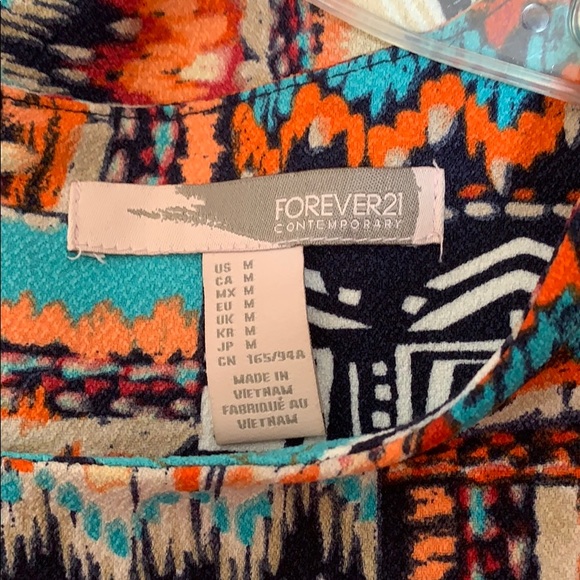 FOREVER21
CONTEMPORARY
US M
CA M
MX M
EU M
UK M
KR M
JP M
CN 165/94A
MADE IN
VIETNAM
FABRIQUÉ AU
VIETNAM